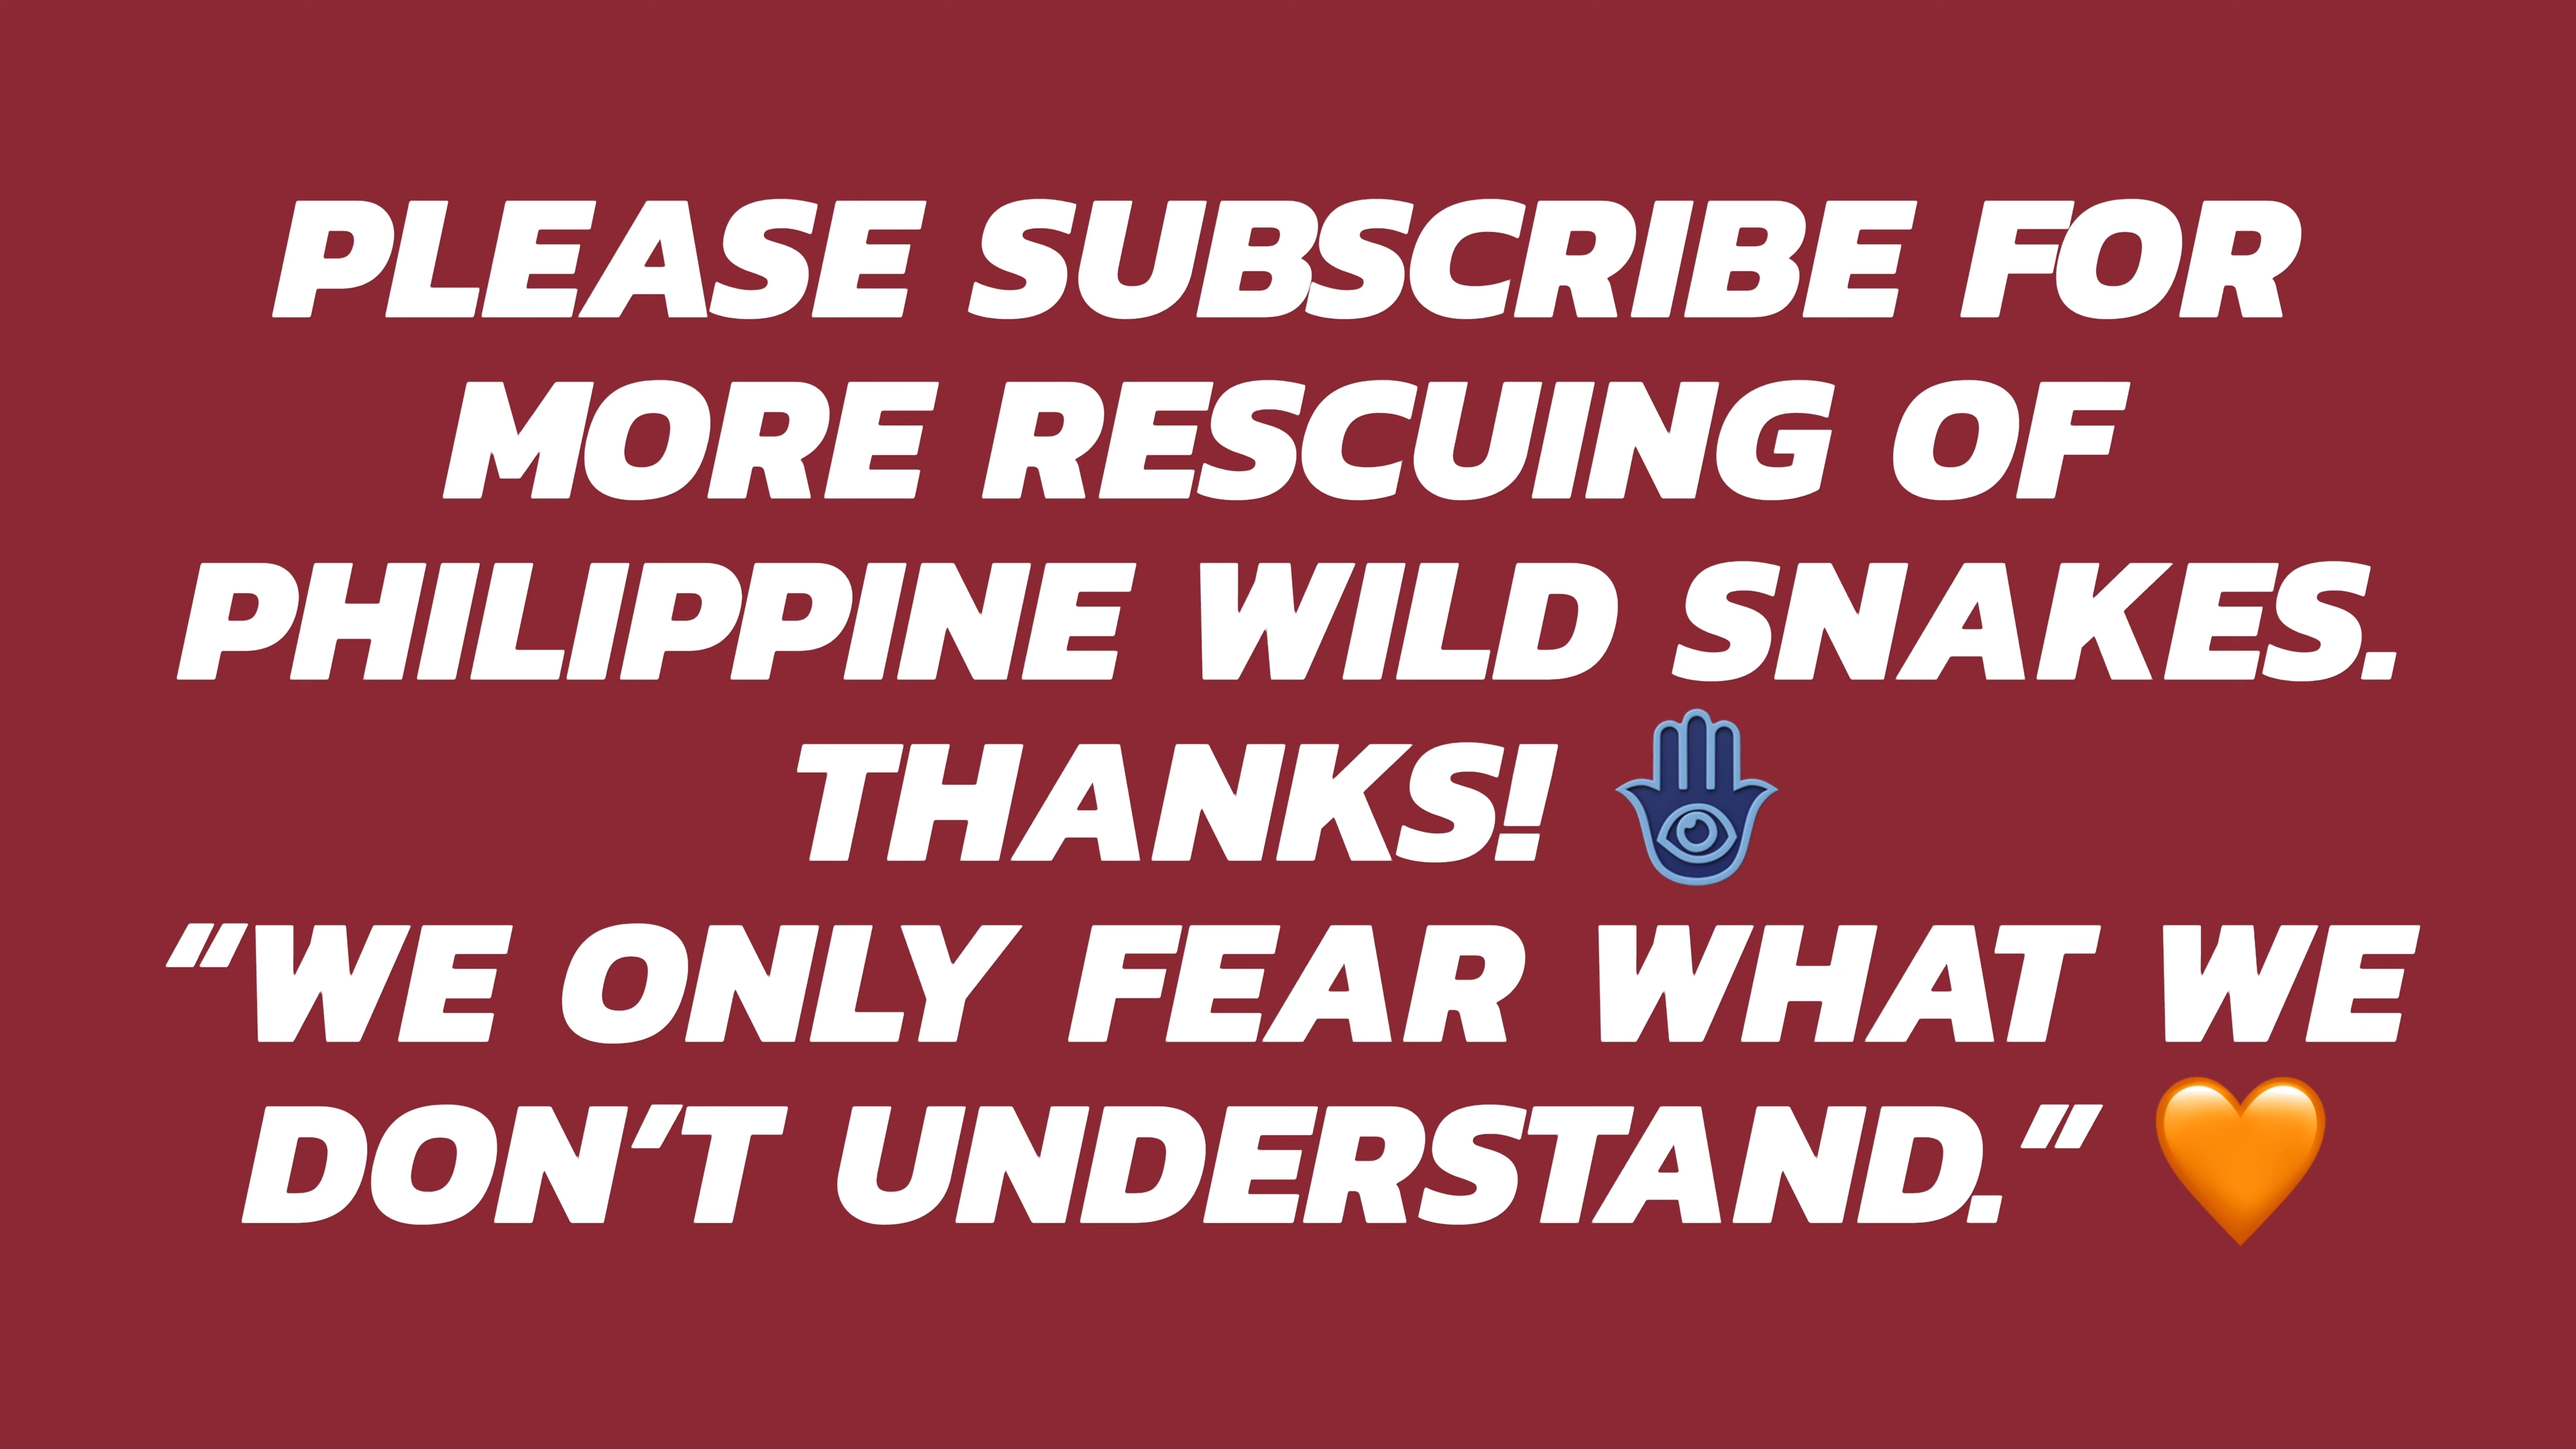 PLEASE SUBSCRIBE FOR
MORE RESCUING OF
PHILIPPINE WILD SNAKES.
THANKS! 🪬
“WE ONLY FEAR WHAT WE
DON’T UNDERSTAND.” 🧡